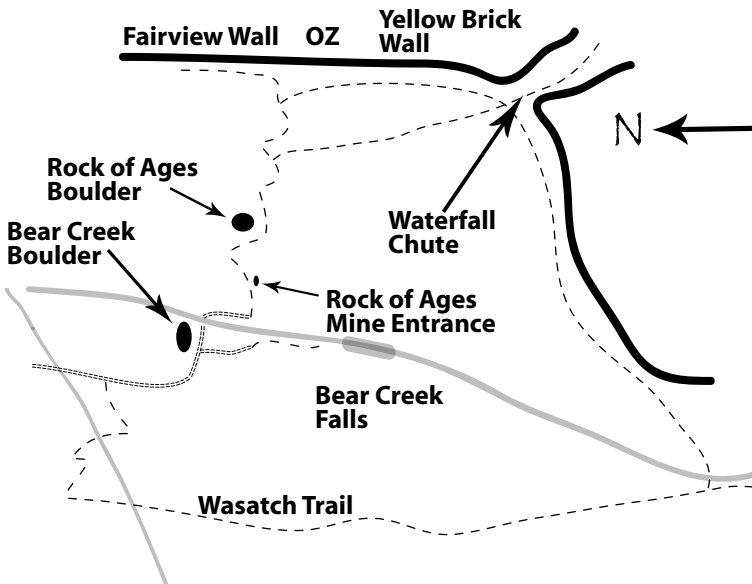 Fairview Wall OZ Yellow Brick
Wall
N
Rock of Ages
Boulder
Bear Creek
Boulder
Waterfall
Chute
Rock of Ages
Mine Entrance
Bear Creek
Falls
Wasatch Trail